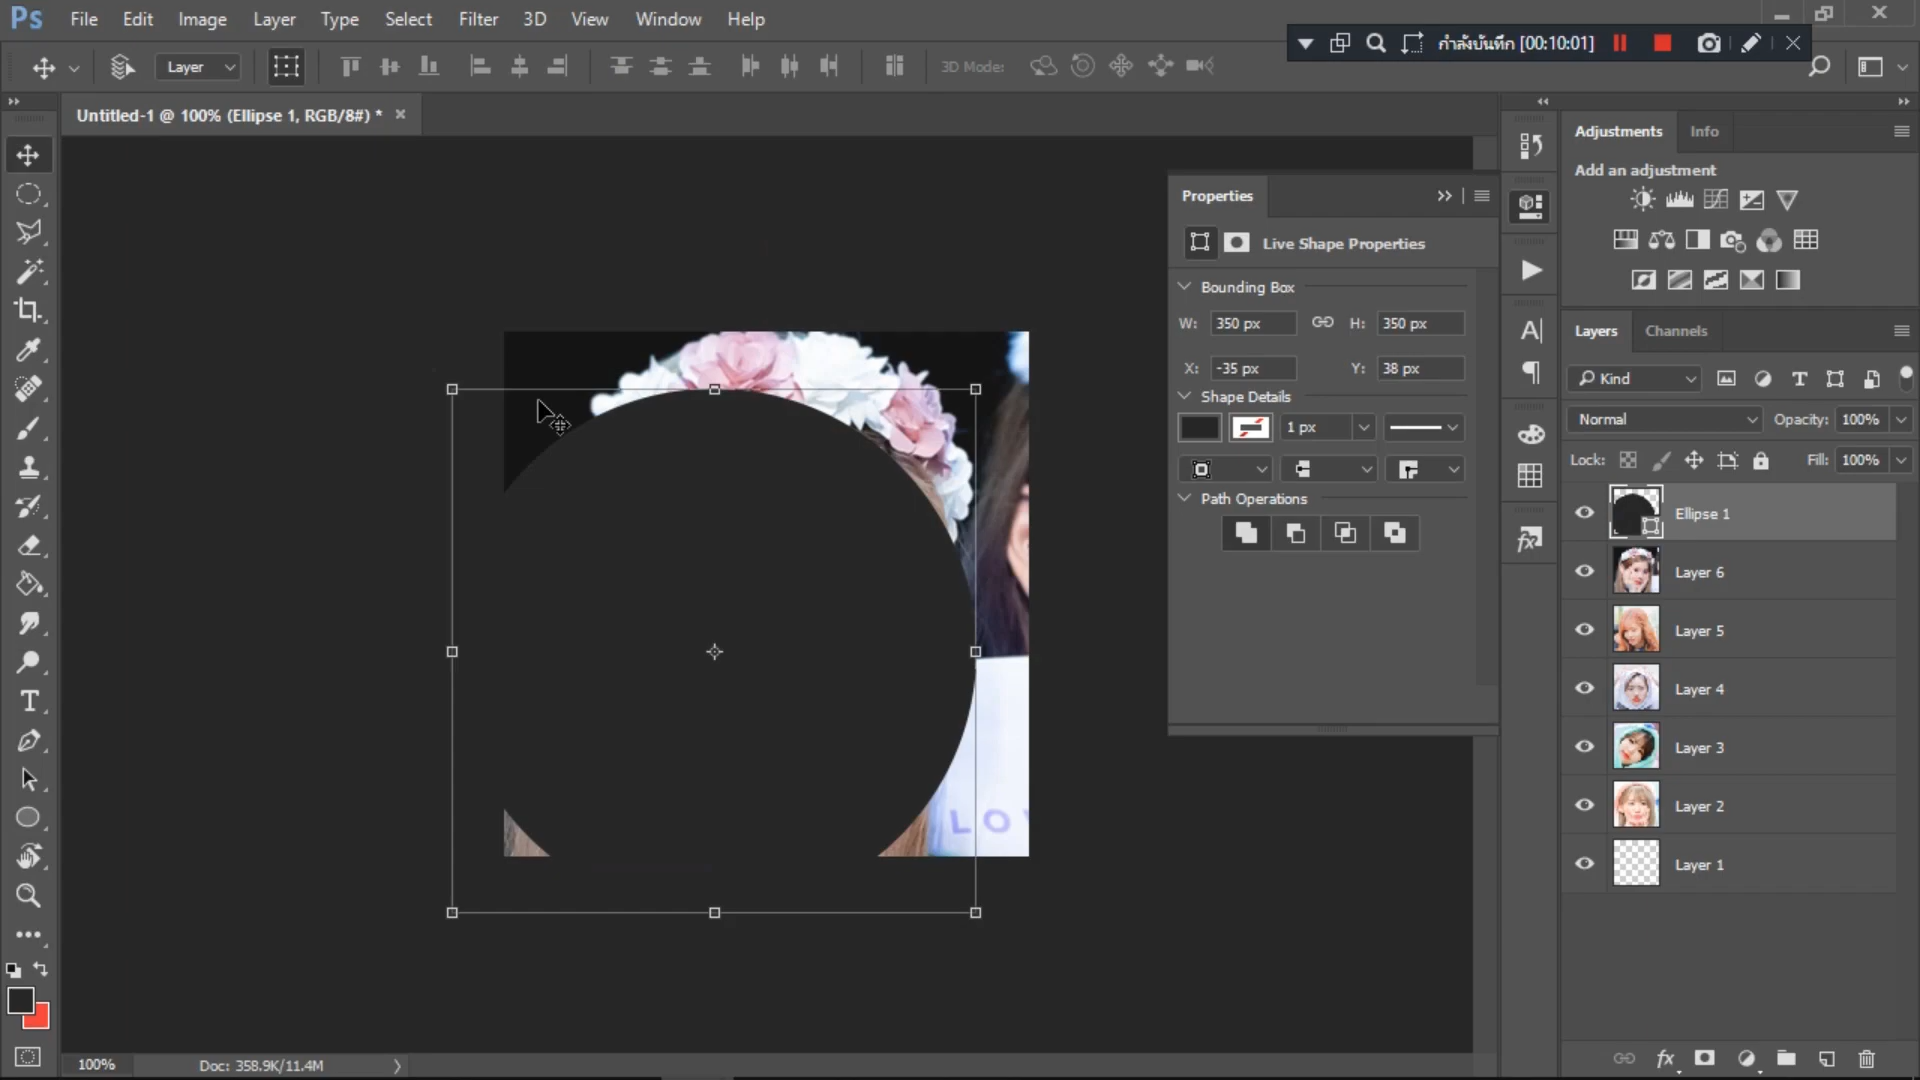 Ps File Edit Image Layer Type Select Filter 3D View Window Help
กำลังบันทึก [00:10:01]
Layer
3D Mode:
Untitled-1 @ 100% (Ellipse 1, RGB/8#) *
Adjustments Info
Add an adjustment
Properties
Live Shape Properties
Bounding Box
W: 350 px H: 350 px
X: -35 px Y: 38 px
Shape Details
1 px
Path Operations
Layers Channels
Kind
Normal Opacity: 100%
Lock: Fill: 100%
Ellipse 1
Layer 6
Layer 5
Layer 4
Layer 3
Layer 2
Layer 1
LO
100% Doc: 358.9K/11.4M